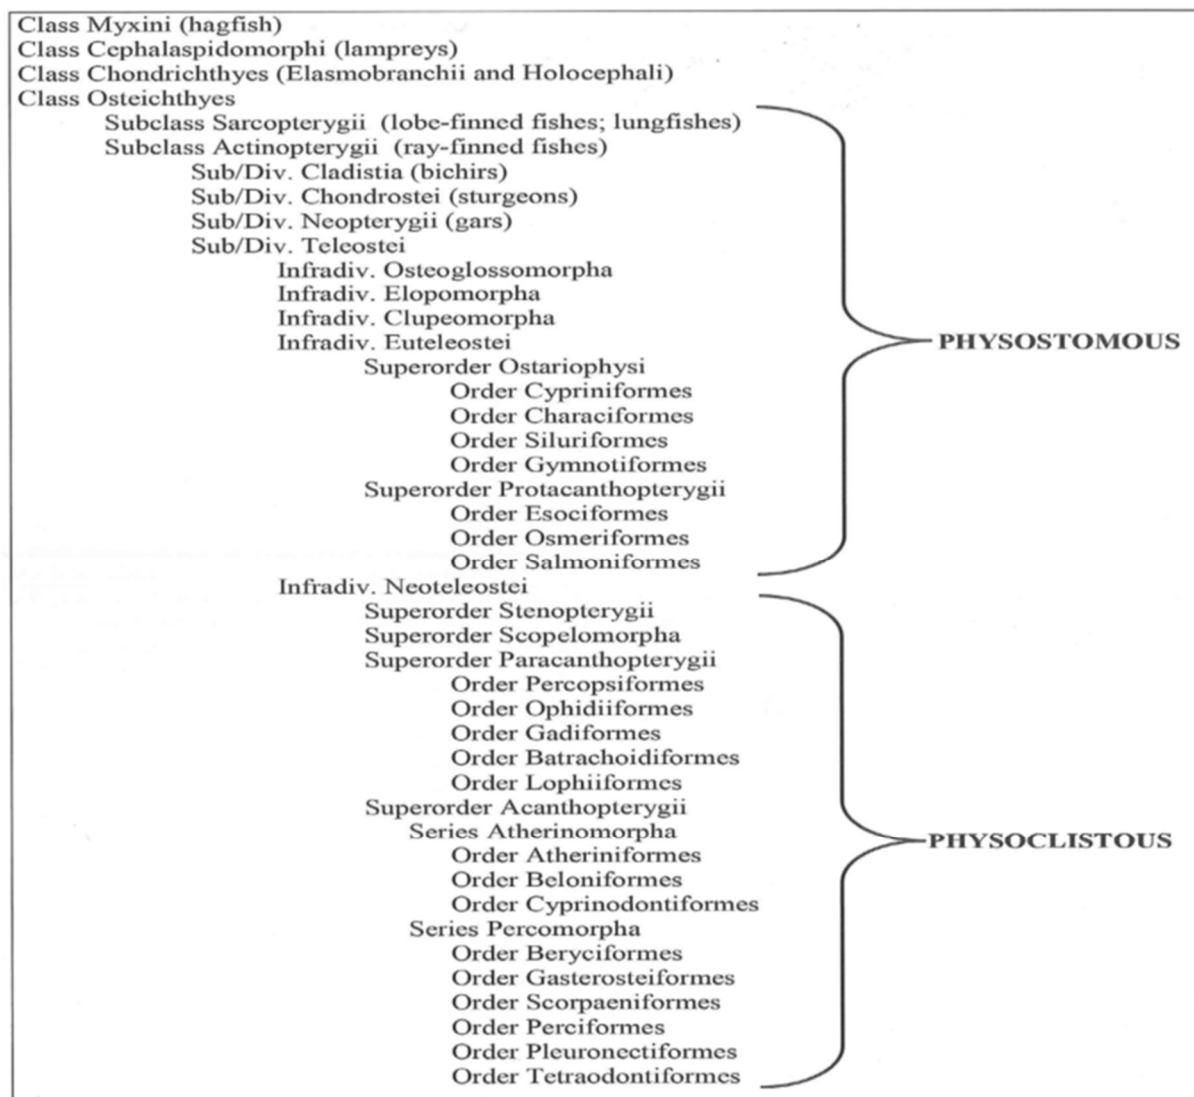 Class Myxini (hagfish)
Class Cephalaspidomorphi (lampreys)
Class Chondrichthyes (Elasmobranchii and Holocephali)
Class Osteichthyes
Subclass Sarcopterygii (lobe-finned fishes; lungfishes)
Subclass Actinopterygii (ray-finned fishes)
Sub/Div. Cladistia (bichirs)
Sub/Div. Chondrostei (sturgeons)
Sub/Div. Neopterygii (gars)
Sub/Div. Teleostei
Infradiv. Osteoglossomorpha
Infradiv. Elopomorpha
Infradiv. Clupeomorpha
Infradiv. Euteleostei
PHYSOSTOMOUS
Superorder Ostariophysi
Order Cypriniformes
Order Characiformes
Order Siluriformes
Order Gymnotiformes
Superorder Protacanthopterygii
Order Esociformes
Order Osmeriformes
Order Salmoniformes
Infradiv. Neoteleostei
Superorder Stenopterygii
Superorder Scopelomorpha
Superorder Paracanthopterygii
Order Percopsiformes
Order Ophidiiformes
Order Gadiformes
Order Batrachoidiformes
Order Lophiiformes
Superorder Acanthopterygii
Series Atherinomorpha
PHYSOCLISTOUS
Order Atheriniformes
Order Beloniformes
Order Cyprinodontiformes
Series Percomorpha
Order Beryciformes
Order Gasterosteiformes
Order Scorpaeniformes
Order Perciformes
Order Pleuronectiformes
Order Tetraodontiformes